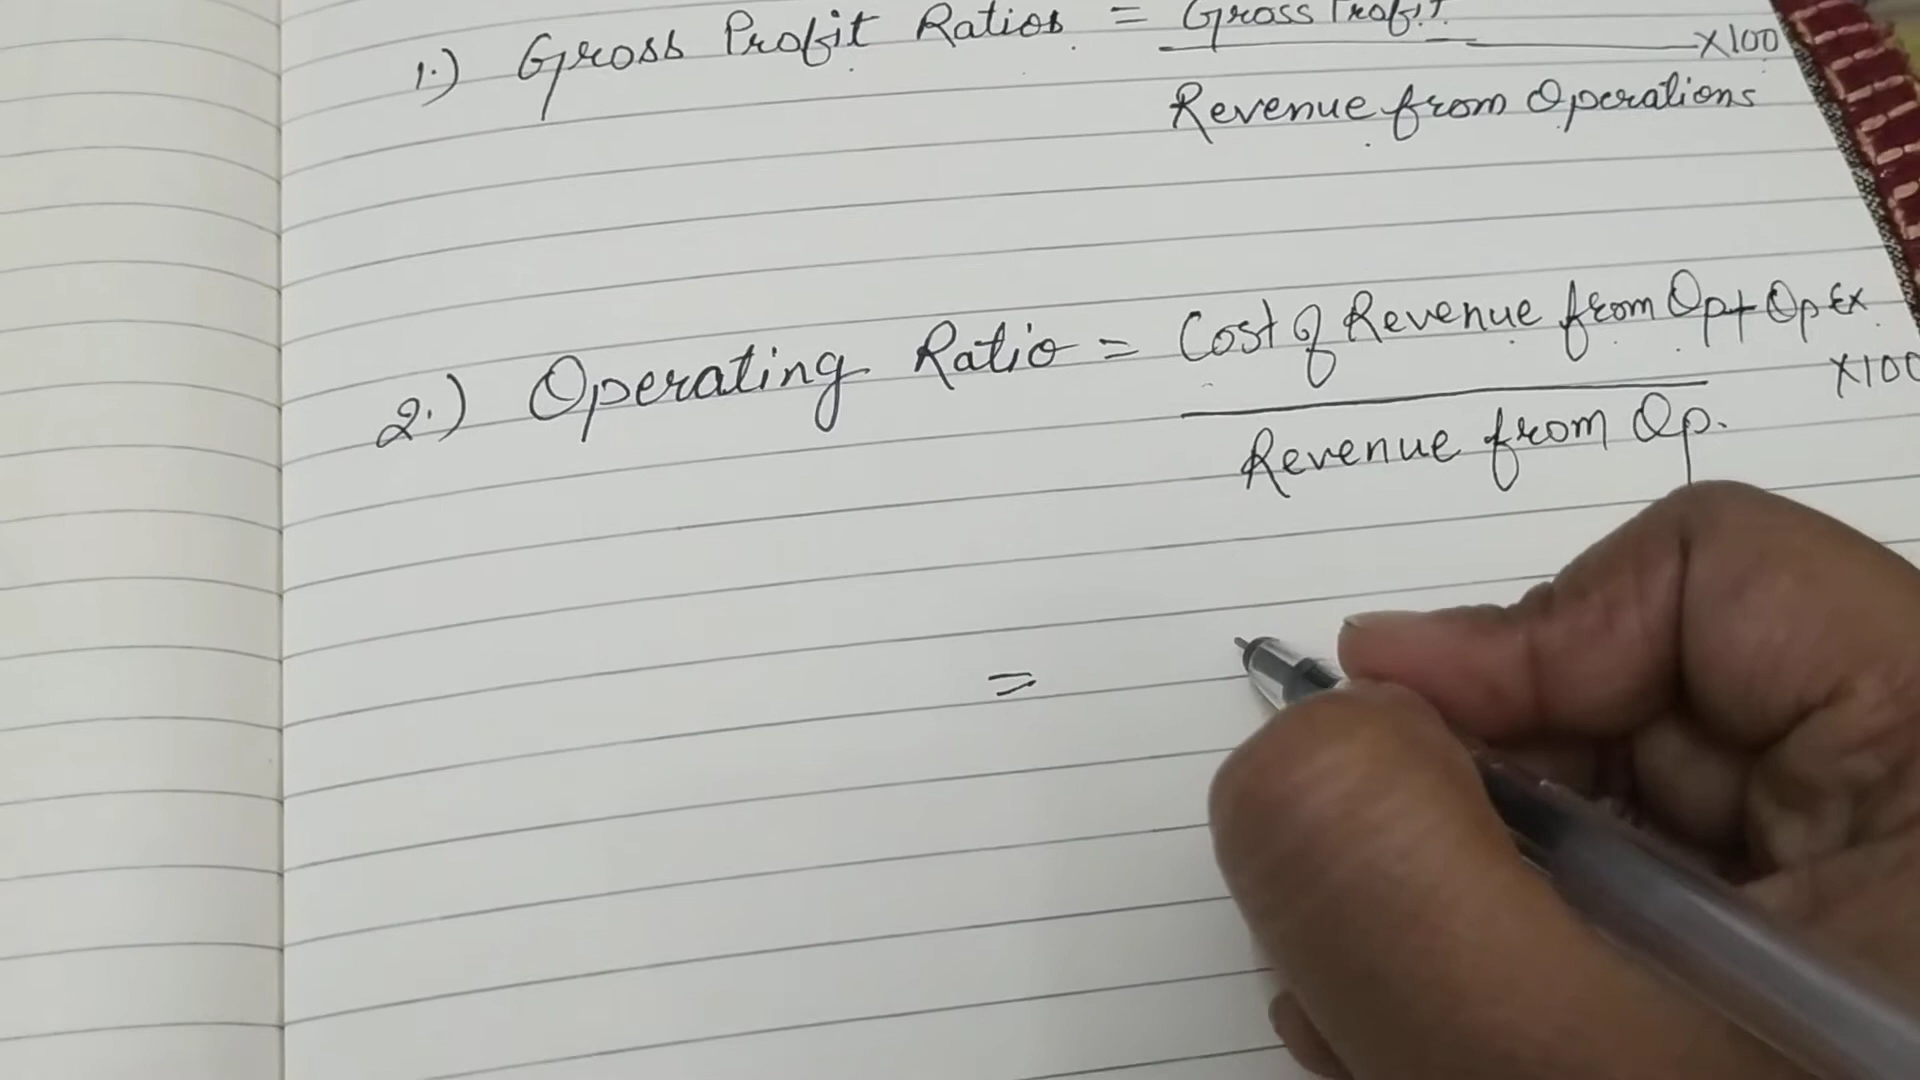 1.) Gross Profit Ratios = Gross Profit
X100
Revenue from Operations
2.) Operating Ratio = Cost of Revenue from Op + Op Ex
X100
Revenue from Op.
=